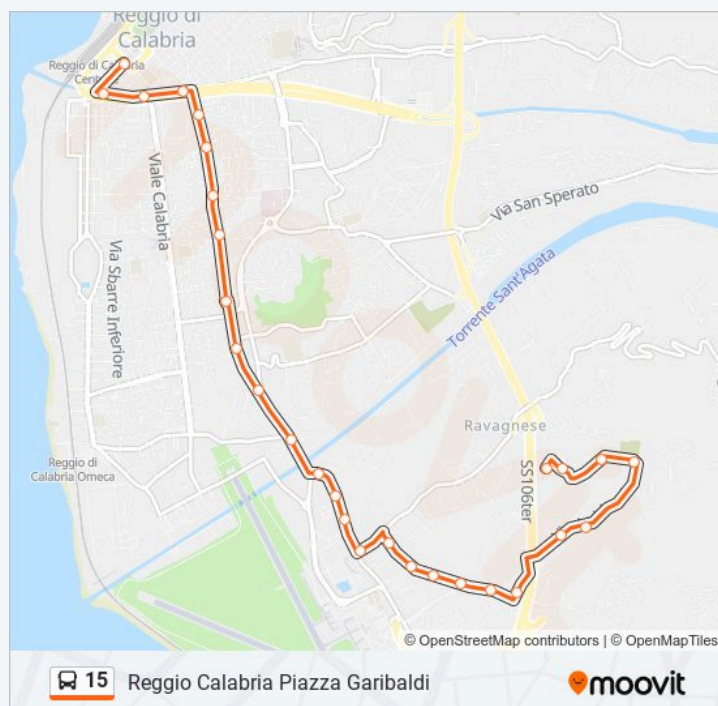 Reggio di
Calabria
Reggio di Calabria
Centrale
Viale Calabria
Via Sbarre Inferiore
Via San Sperato
Torrente Sant'Agata
Ravagnese
SS106ter
Reggio di
Calabria Omeca
© OpenStreetMap contributors | © OpenMapTiles
15 Reggio Calabria Piazza Garibaldi
moovit